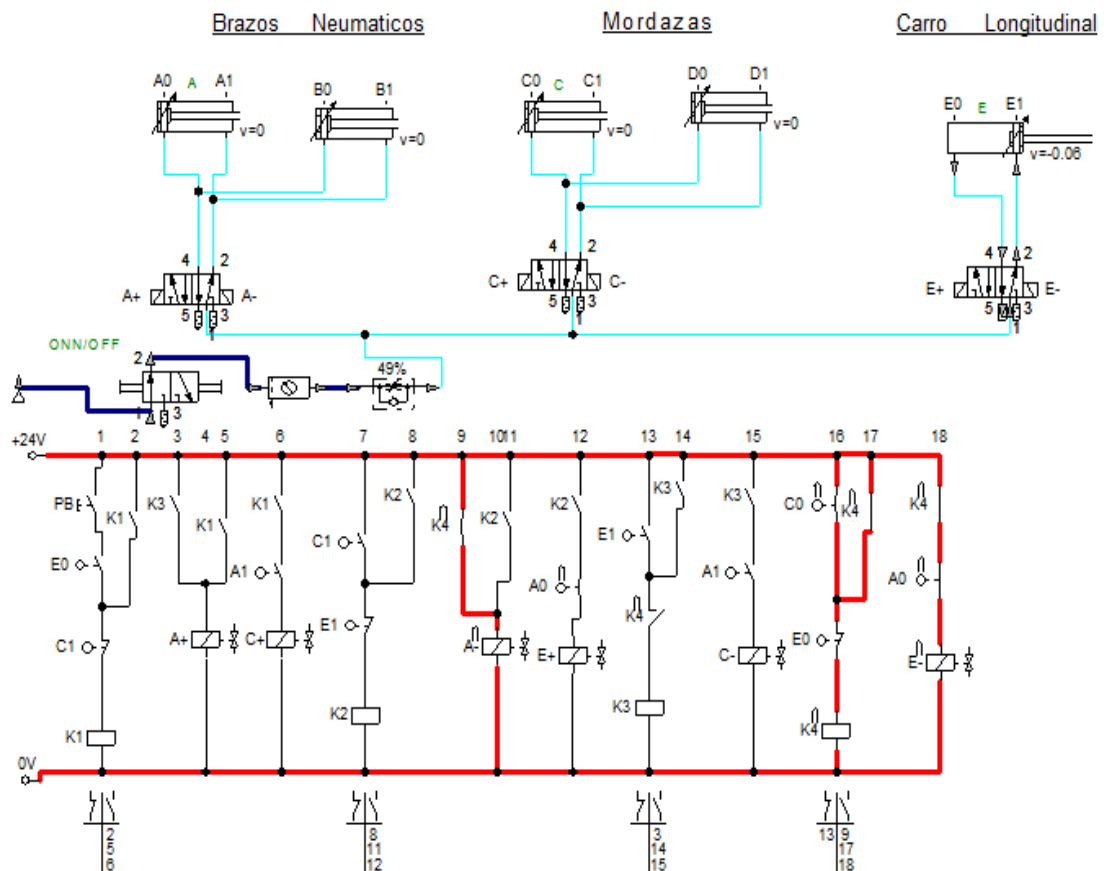 Brazos Neumaticos
Mordazas
Carro Longitudinal
A0 A A1
B0 B1
C0 C C1
D0 D1
E0 E E1
v=0
v=0
v=0
v=0
v=-0.06
4 2
A+ A-
5 3
1
4 2
C+ C-
5 3
1
4 2
E+ E-
5 3
1
ONN/OFF
2
1 3
49%
+24V
1 2 3 4 5 6 7 8 9 10 11 12 13 14 15 16 17 18
PB K1 K3 K1 K1 K2 K4 K2 K2 K3 K3 C0 K4 K4
E0 A1 C1 A0 E1 A1 A0
C1 E1 K4 E0
A+ C+ A- E+ C- E-
K1 K2 K3 K4
0V
2
5
6
8
11
12
3
14
15
13 9
17
18